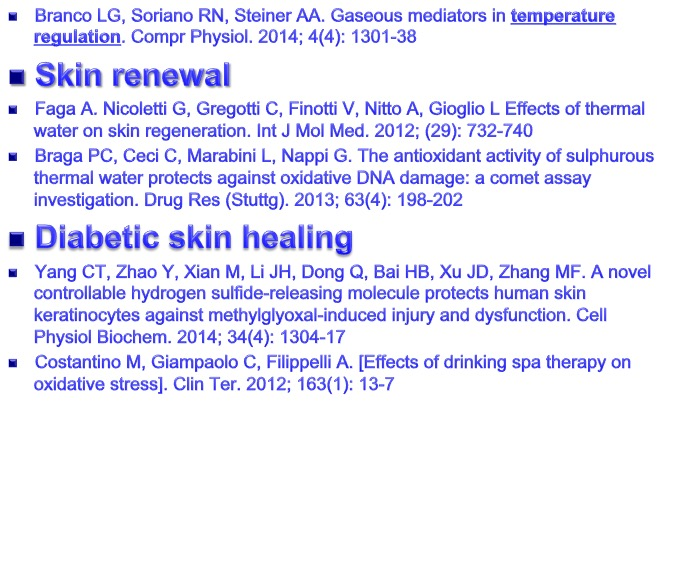 Branco LG, Soriano RN, Steiner AA. Gaseous mediators in temperature
regulation. Compr Physiol. 2014; 4(4): 1301-38
Skin renewal
Faga A. Nicoletti G, Gregotti C, Finotti V, Nitto A, Gioglio L Effects of thermal
water on skin regeneration. Int J Mol Med. 2012; (29): 732-740
Braga PC, Ceci C, Marabini L, Nappi G. The antioxidant activity of sulphurous
thermal water protects against oxidative DNA damage: a comet assay
investigation. Drug Res (Stuttg). 2013; 63(4): 198-202
Diabetic skin healing
Yang CT, Zhao Y, Xian M, Li JH, Dong Q, Bai HB, Xu JD, Zhang MF. A novel
controllable hydrogen sulfide-releasing molecule protects human skin
keratinocytes against methylglyoxal-induced injury and dysfunction. Cell
Physiol Biochem. 2014; 34(4): 1304-17
Costantino M, Giampaolo C, Filippelli A. [Effects of drinking spa therapy on
oxidative stress]. Clin Ter. 2012; 163(1): 13-7